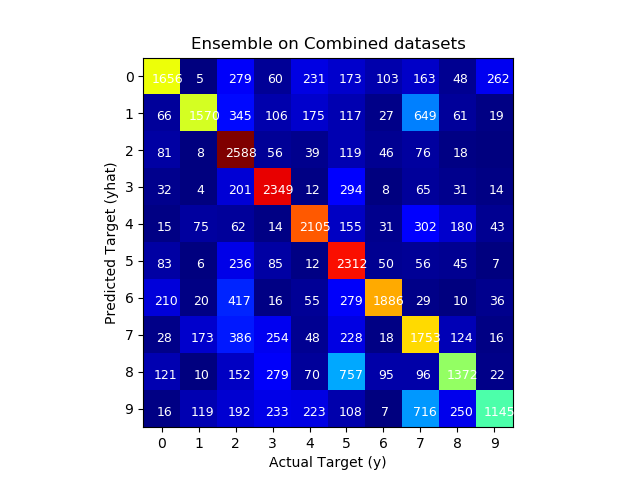 Ensemble on Combined datasets
0 1656 5 279 60 231 173 103 163 48 262
1 66 1570 345 106 175 117 27 649 61 19
2 81 8 2588 56 39 119 46 76 18
3 32 4 201 2349 12 294 8 65 31 14
4 15 75 62 14 2105 155 31 302 180 43
5 83 6 236 85 12 2312 50 56 45 7
6 210 20 417 16 55 279 1886 29 10 36
7 28 173 386 254 48 228 18 1753 124 16
8 121 10 152 279 70 757 95 96 1372 22
9 16 119 192 233 223 108 7 716 250 1145
0 1 2 3 4 5 6 7 8 9
Actual Target (y)
Predicted Target (yhat)